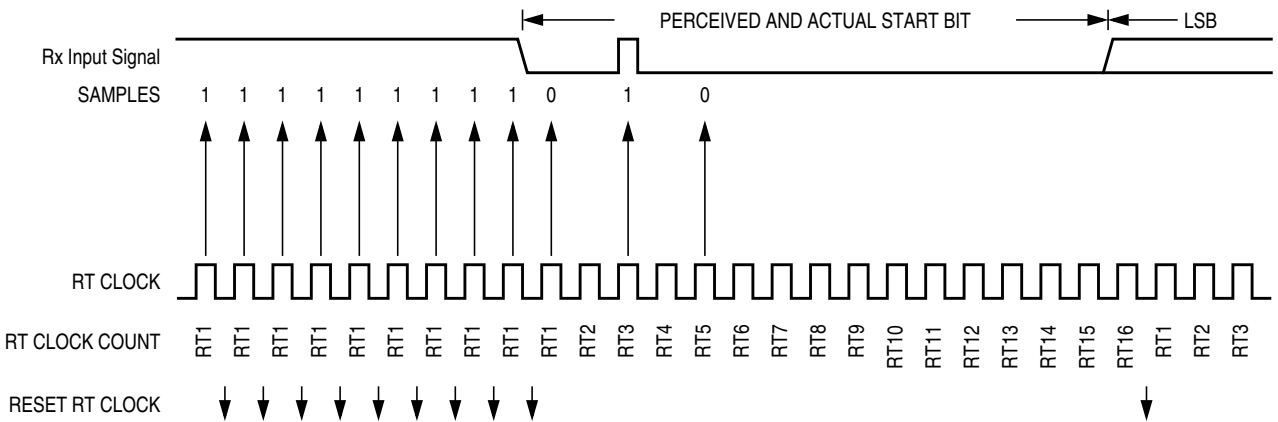 PERCEIVED AND ACTUAL START BIT LSB
Rx Input Signal
SAMPLES 1 1 1 1 1 1 1 1 1 0 1 0
RT CLOCK
RT CLOCK COUNT RT1 RT1 RT1 RT1 RT1 RT1 RT1 RT1 RT1 RT1 RT2 RT3 RT4 RT5 RT6 RT7 RT8 RT9 RT10 RT11 RT12 RT13 RT14 RT15 RT16 RT1 RT2 RT3
RESET RT CLOCK